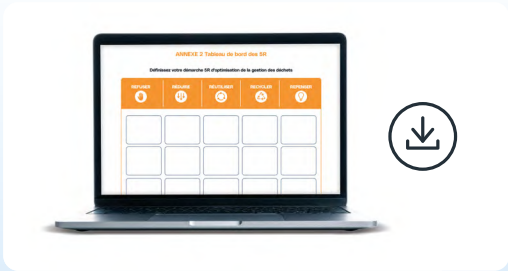 ANNEXE 2 Tableau de bord des 5R
Définissez votre démarche 5R d'optimisation de la gestion des déchets
REFUSER RÉDUIRE RÉUTILISER RECYCLER REPENSER